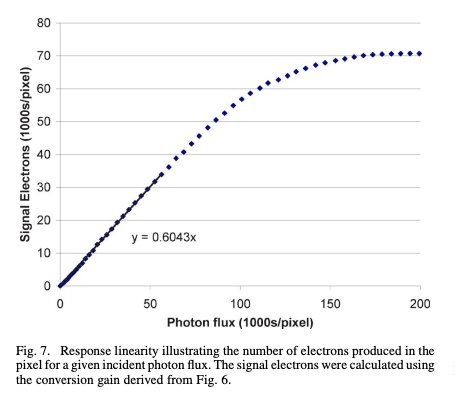 80
70
60
50
40
30
20
10
0
Signal Electrons (1000s/pixel)
y = 0.6043x
0 50 100 150 200
Photon flux (1000s/pixel)
Fig. 7. Response linearity illustrating the number of electrons produced in the
pixel for a given incident photon flux. The signal electrons were calculated using
the conversion gain derived from Fig. 6.